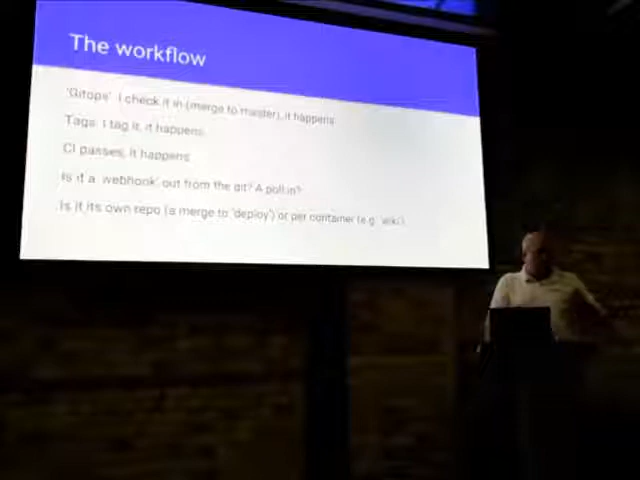 The workflow
'Gitops'. I check it in (merge to master), it happens
Tags: I tag it, it happens
CI passes, it happens
Is it a 'webhook' out from the git? A poll in?
Is it its own repo (a merge to 'deploy') or per container (e.g. 'wiki')